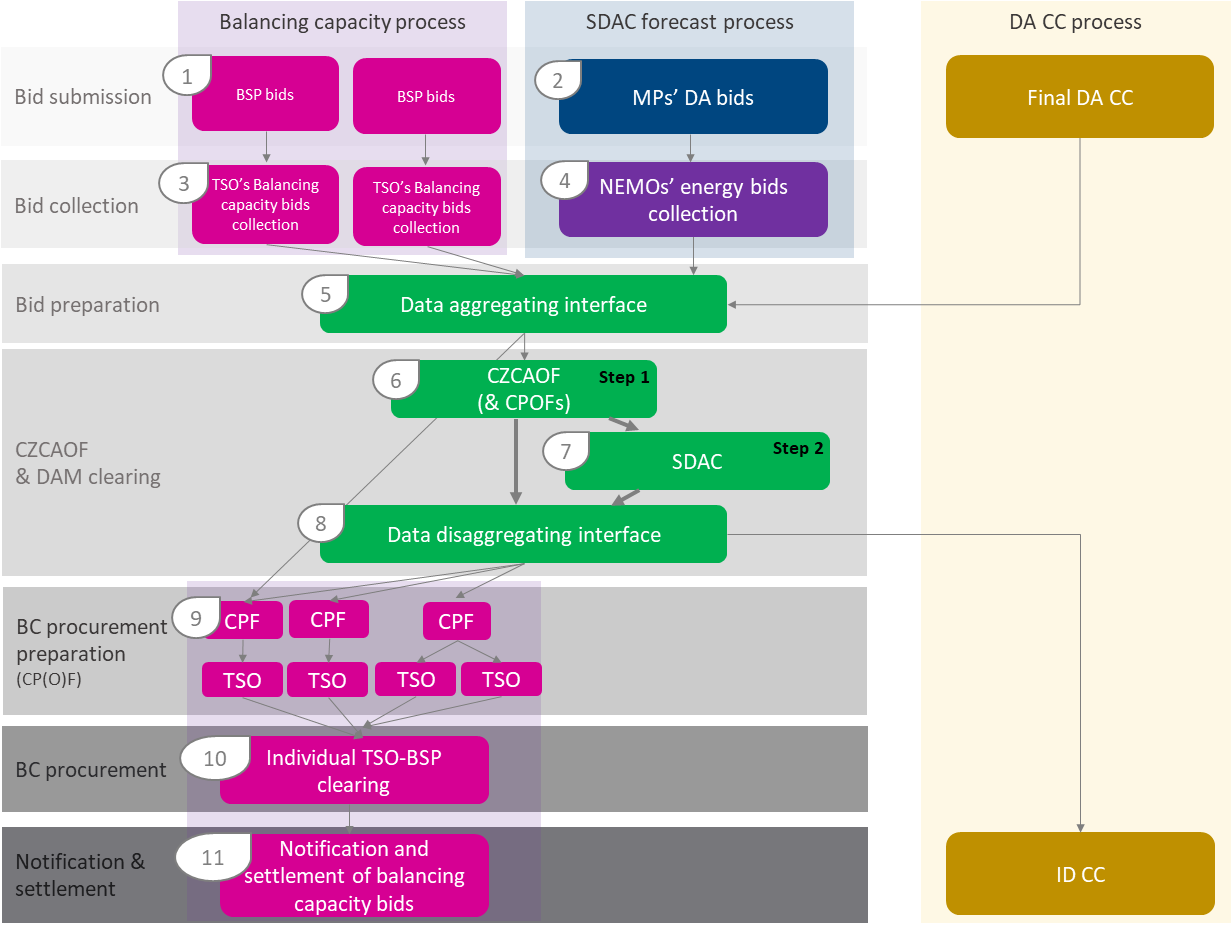 Balancing capacity process
SDAC forecast process
DA CC process
Bid submission
1
BSP bids
BSP bids
2
MPs’ DA bids
Final DA CC
Bid collection
3
TSO’s Balancing
capacity bids
collection
TSO’s Balancing
capacity bids
collection
4
NEMOs’ energy bids
collection
Bid preparation
5
Data aggregating interface
CZCAOF
& DAM clearing
6
CZCAOF
(& CPOFs)
Step 1
7
SDAC
Step 2
8
Data disaggregating interface
BC procurement
preparation
(CP(O)F)
9
CPF
CPF
CPF
TSO
TSO
TSO
TSO
BC procurement
10
Individual TSO-BSP
clearing
Notification &
settlement
11
Notification and
settlement of balancing
capacity bids
ID CC